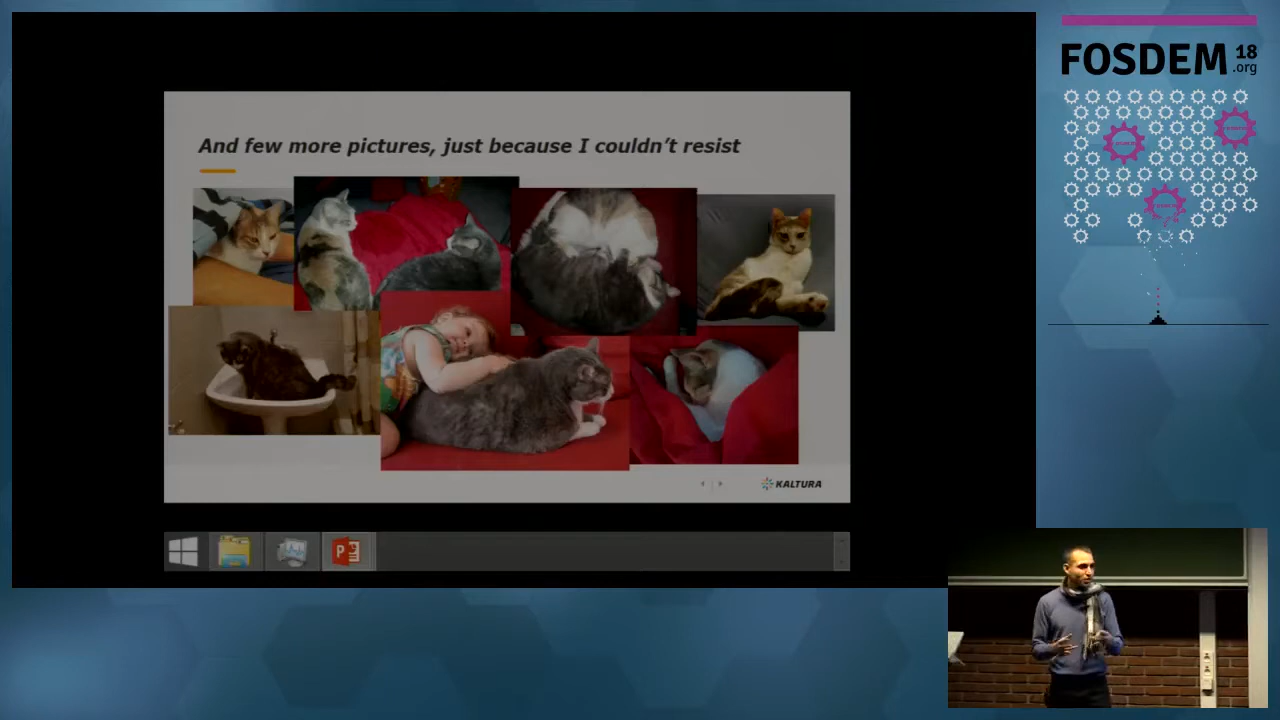 And few more pictures, just because I couldn't resist
KALTURA
P
FOSDEM 18
.org